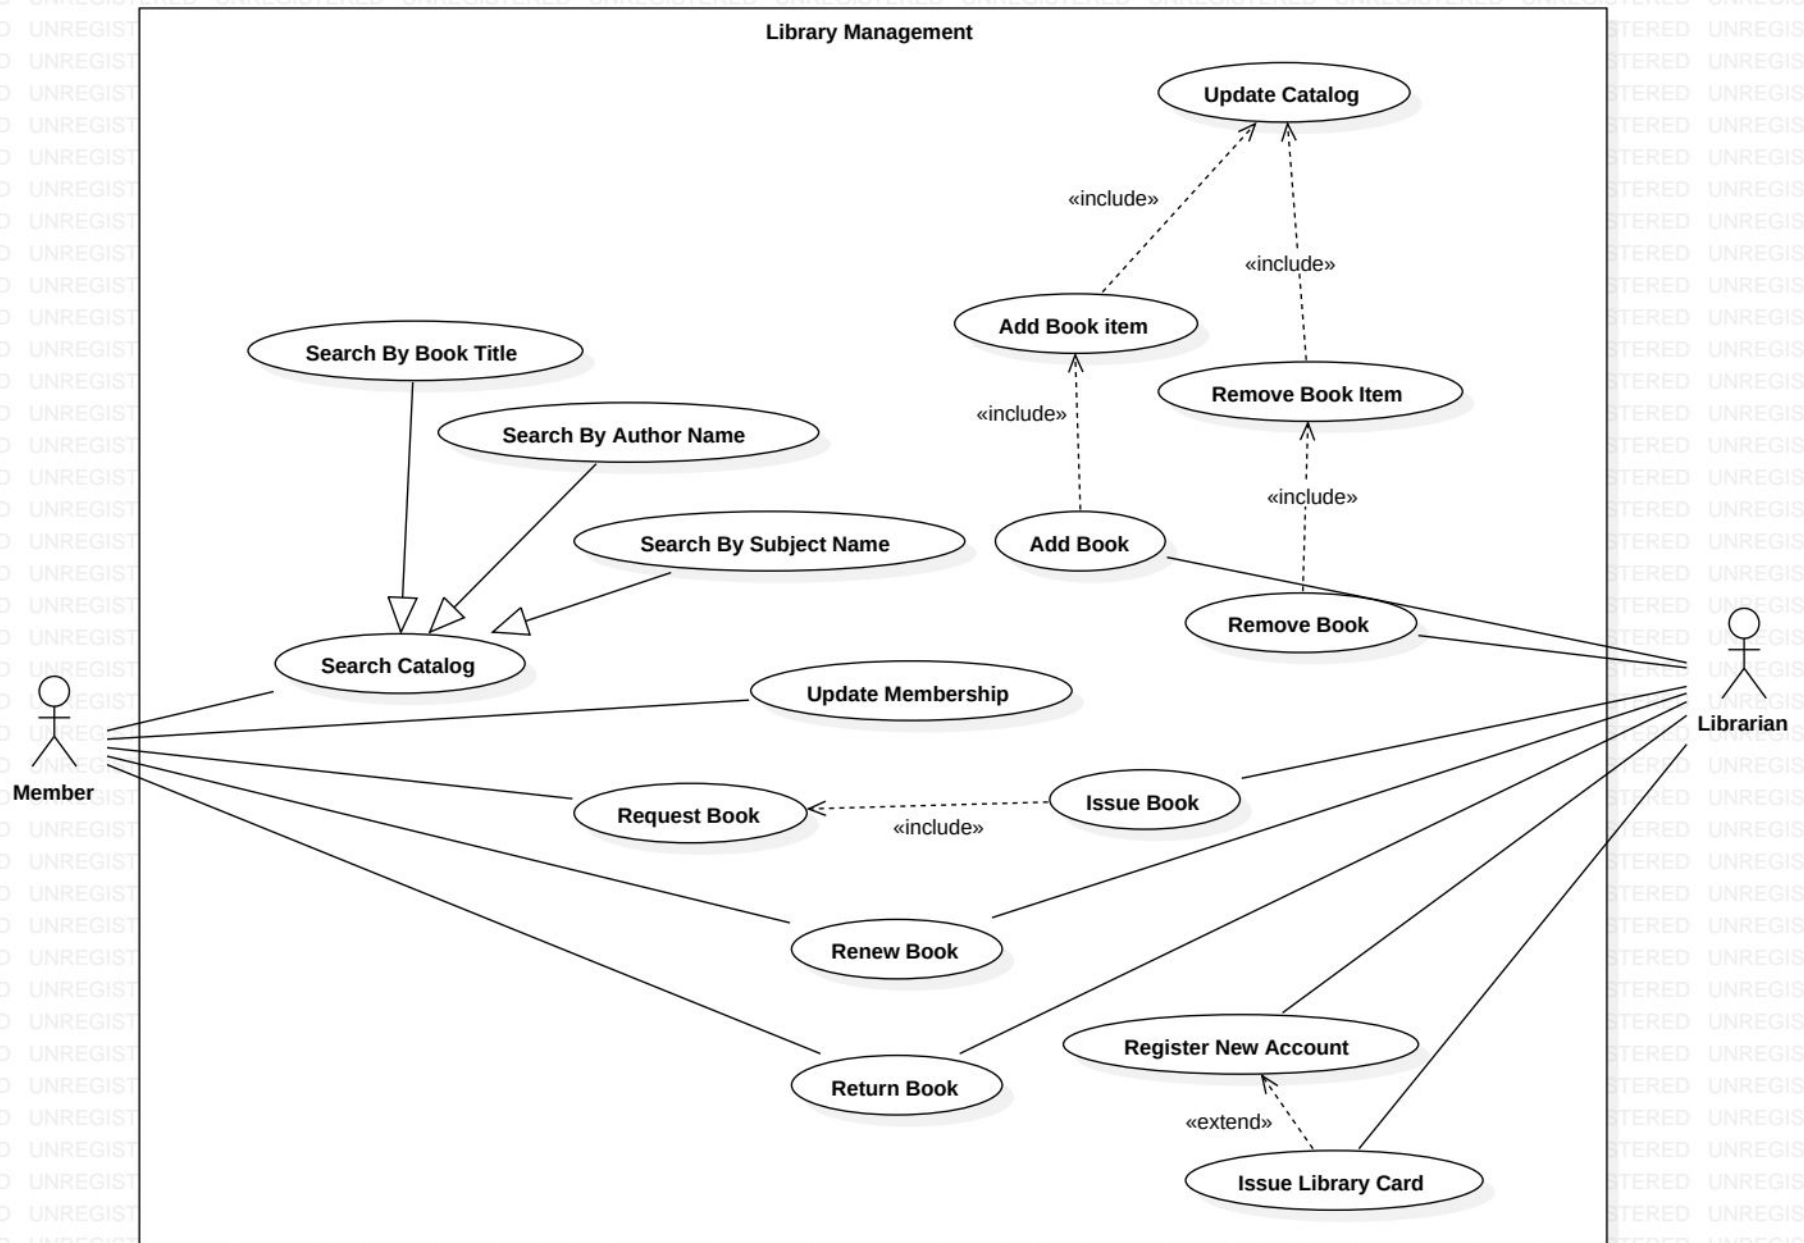 Library Management
Update Catalog
«include»
«include»
Add Book item
Search By Book Title
Remove Book Item
«include»
Search By Author Name
«include»
Search By Subject Name
Add Book
Remove Book
Search Catalog
Update Membership
Librarian
Member
Issue Book
Request Book
«include»
Renew Book
Register New Account
Return Book
«extend»
Issue Library Card
UNREGISTERED